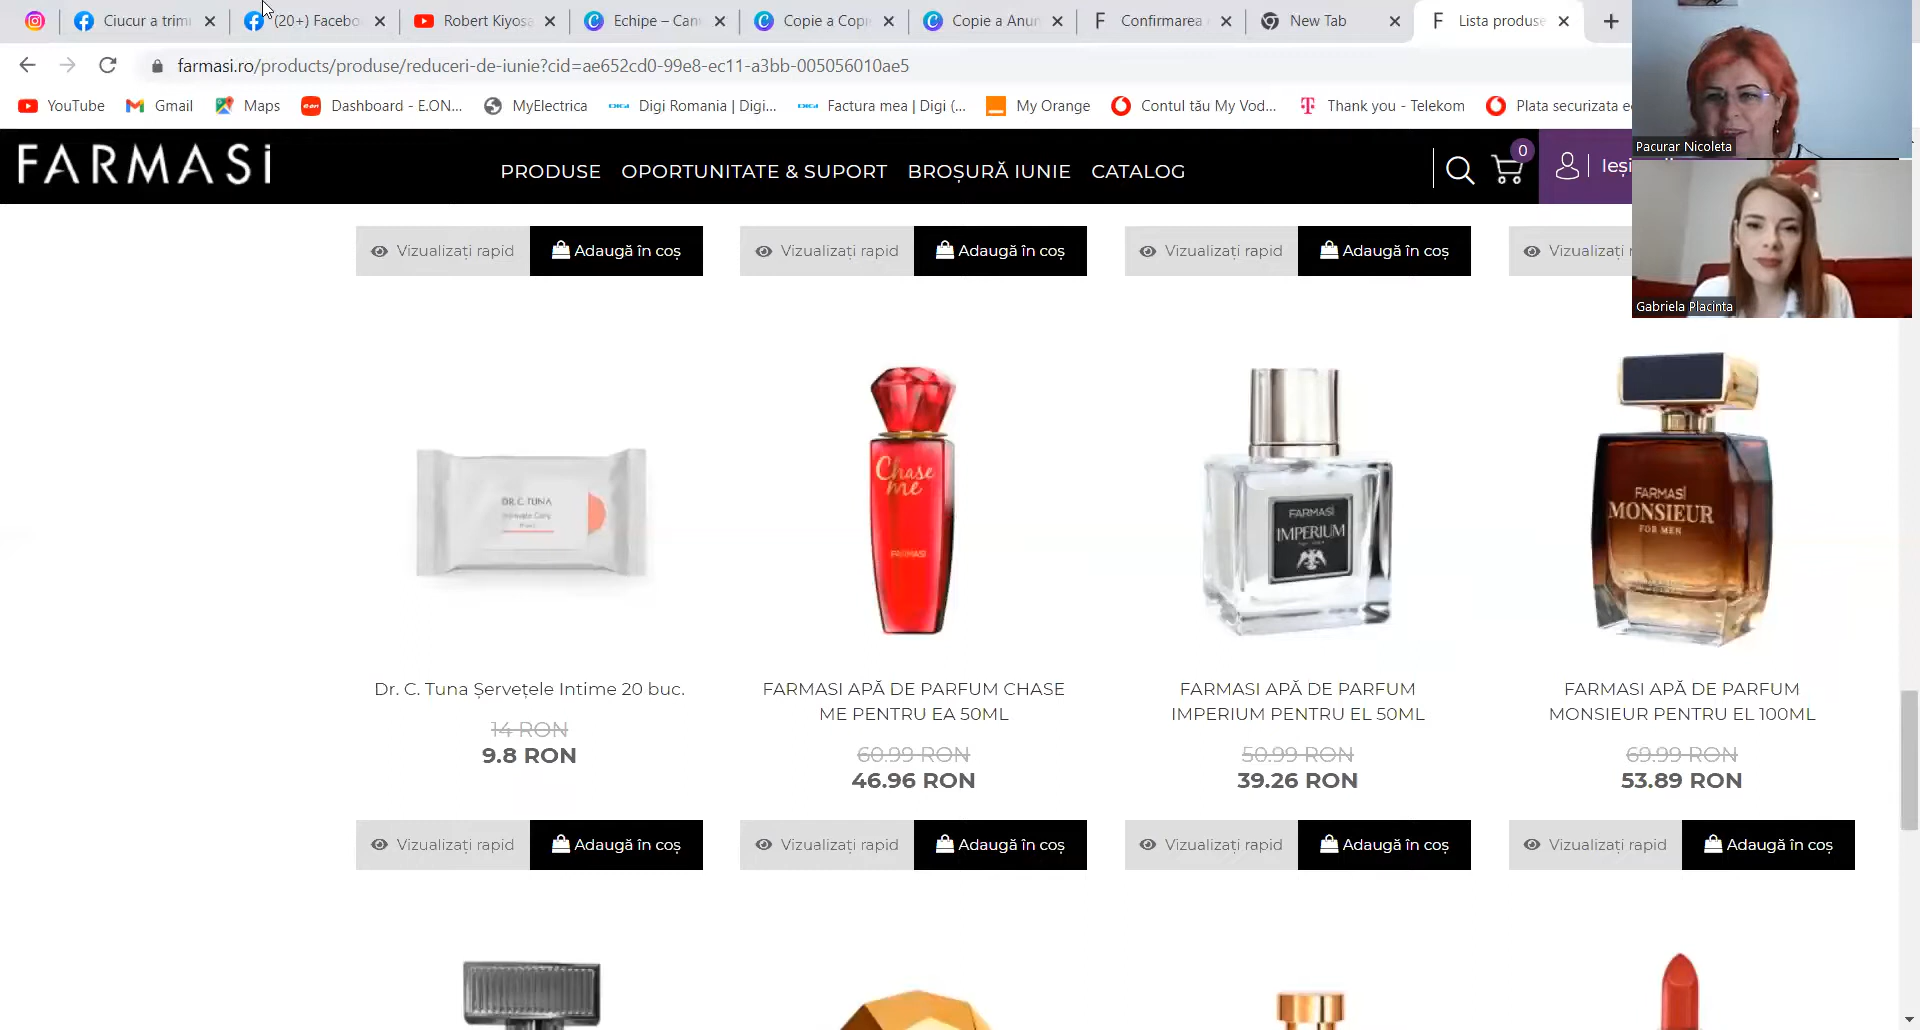 Ciucur a trimi
(20+) Facebo
Robert Kiyosa
Echipe – Can
Copie a Copi
Copie a Anun
Confirmarea
New Tab
Lista produse
farmasi.ro/products/produse/reduceri-de-iunie?cid=ae652cd0-99e8-ec11-a3bb-005056010ae5
YouTube
Gmail
Maps
Dashboard - E.ON...
MyElectrica
Digi Romania | Digi...
Factura mea | Digi (...
My Orange
Contul tău My Vod...
Thank you - Telekom
Plata securizata e
Pacurar Nicoleta
FARMASi
PRODUSE
OPORTUNITATE & SUPORT
BROȘURĂ IUNIE
CATALOG
0
Ieși
Gabriela Placinta
Vizualizați rapid
Adaugă în coș
Vizualizați rapid
Adaugă în coș
Vizualizați rapid
Adaugă în coș
Vizualizați
DR. C. TUNA
Chase
me
FARMASI
FARMASİ
IMPERIUM
FARMASİ
MONSIEUR
FOR MEN
Dr. C. Tuna Șervețele Intime 20 buc.
14 RON
9.8 RON
FARMASI APĂ DE PARFUM CHASE
ME PENTRU EA 50ML
60.99 RON
46.96 RON
FARMASI APĂ DE PARFUM
IMPERIUM PENTRU EL 50ML
50.99 RON
39.26 RON
FARMASI APĂ DE PARFUM
MONSIEUR PENTRU EL 100ML
69.99 RON
53.89 RON
Vizualizați rapid
Adaugă în coș
Vizualizați rapid
Adaugă în coș
Vizualizați rapid
Adaugă în coș
Vizualizați rapid
Adaugă în coș